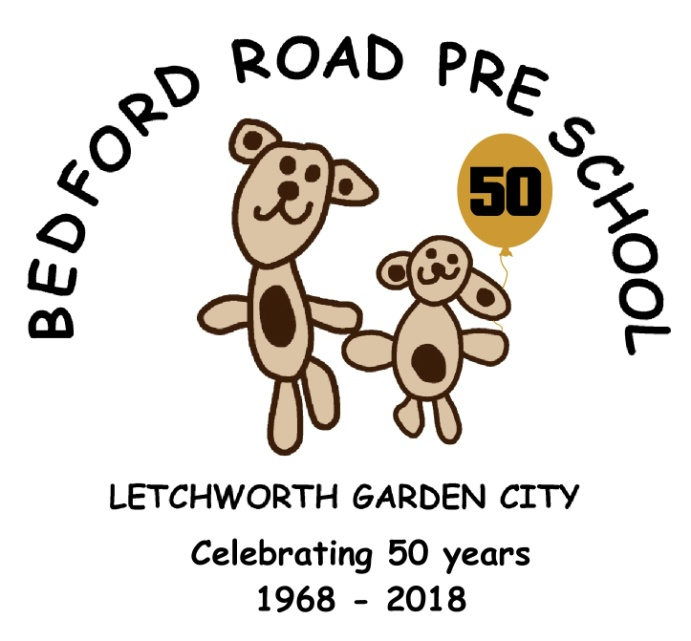 BEDFORD ROAD PRE SCHOOL
50
LETCHWORTH GARDEN CITY
Celebrating 50 years
1968 - 2018